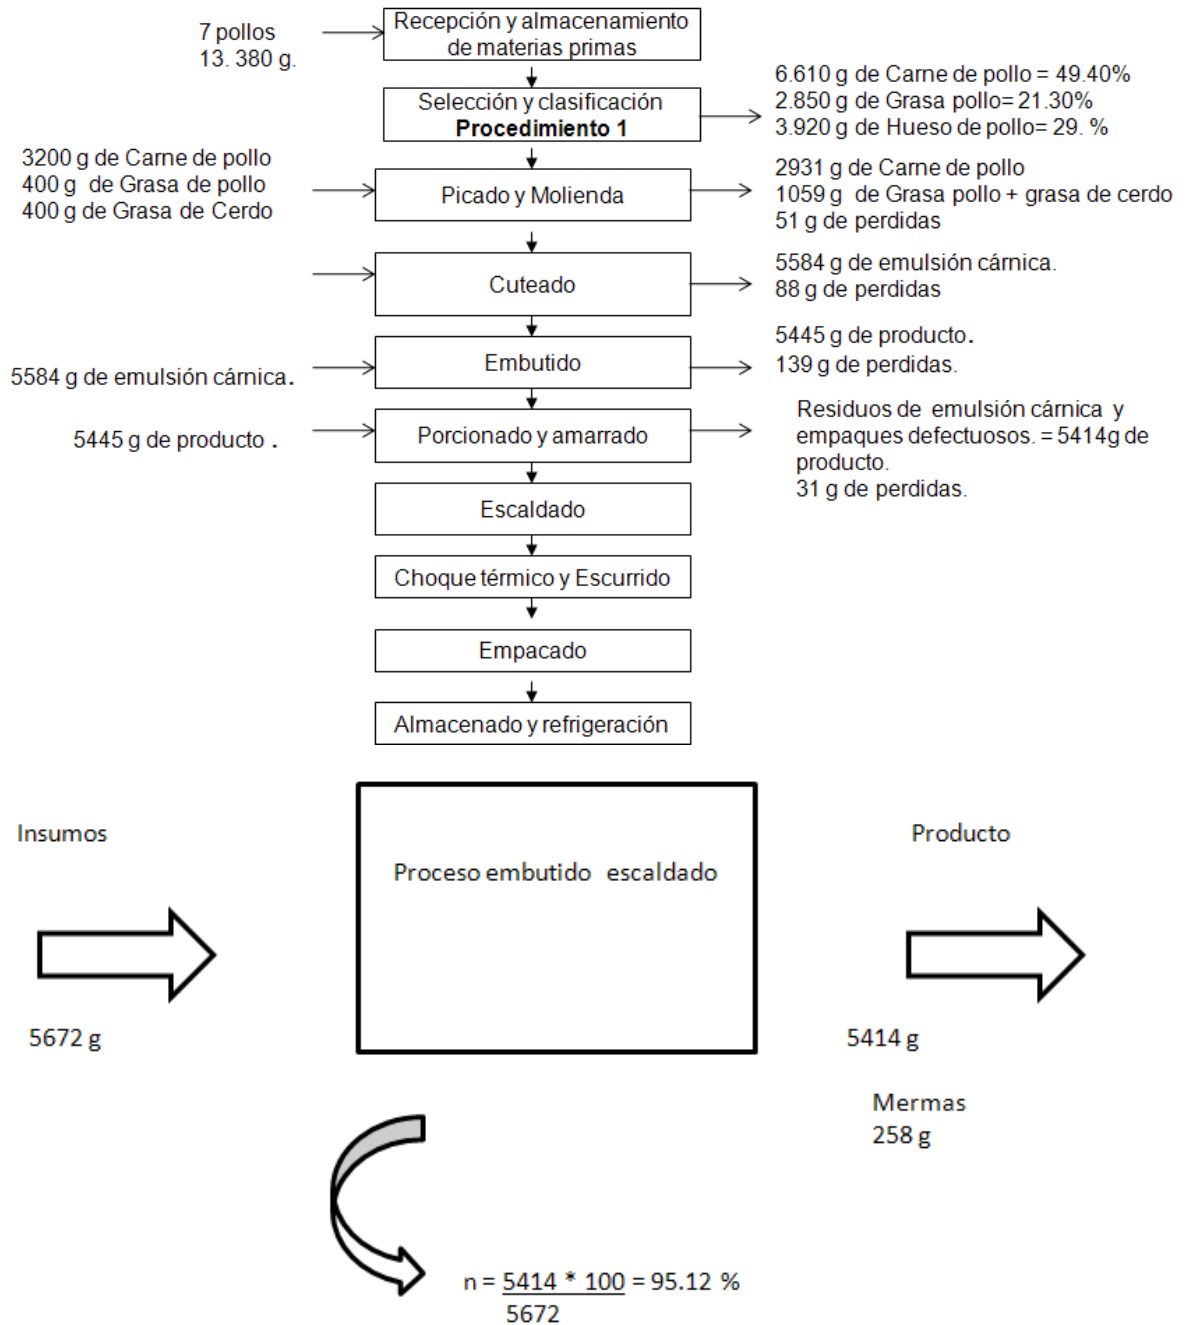 7 pollos
13. 380 g.
Recepción y almacenamiento
de materias primas
Selección y clasificación
Procedimiento 1
6.610 g de Carne de pollo = 49.40%
2.850 g de Grasa pollo= 21.30%
3.920 g de Hueso de pollo= 29. %
3200 g de Carne de pollo
400 g de Grasa de pollo
400 g de Grasa de Cerdo
Picado y Molienda
2931 g de Carne de pollo
1059 g de Grasa pollo + grasa de cerdo
51 g de perdidas
Cuteado
5584 g de emulsión cárnica.
88 g de perdidas
5584 g de emulsión cárnica.
Embutido
5445 g de producto.
139 g de perdidas.
5445 g de producto .
Porcionado y amarrado
Residuos de emulsión cárnica y
empaques defectuosos. = 5414g de
producto.
31 g de perdidas.
Escaldado
Choque térmico y Escurrido
Empacado
Almacenado y refrigeración
Insumos
Proceso embutido escaldado
Producto
5672 g
5414 g
Mermas
258 g
n = 5414 * 100 = 95.12 %
5672